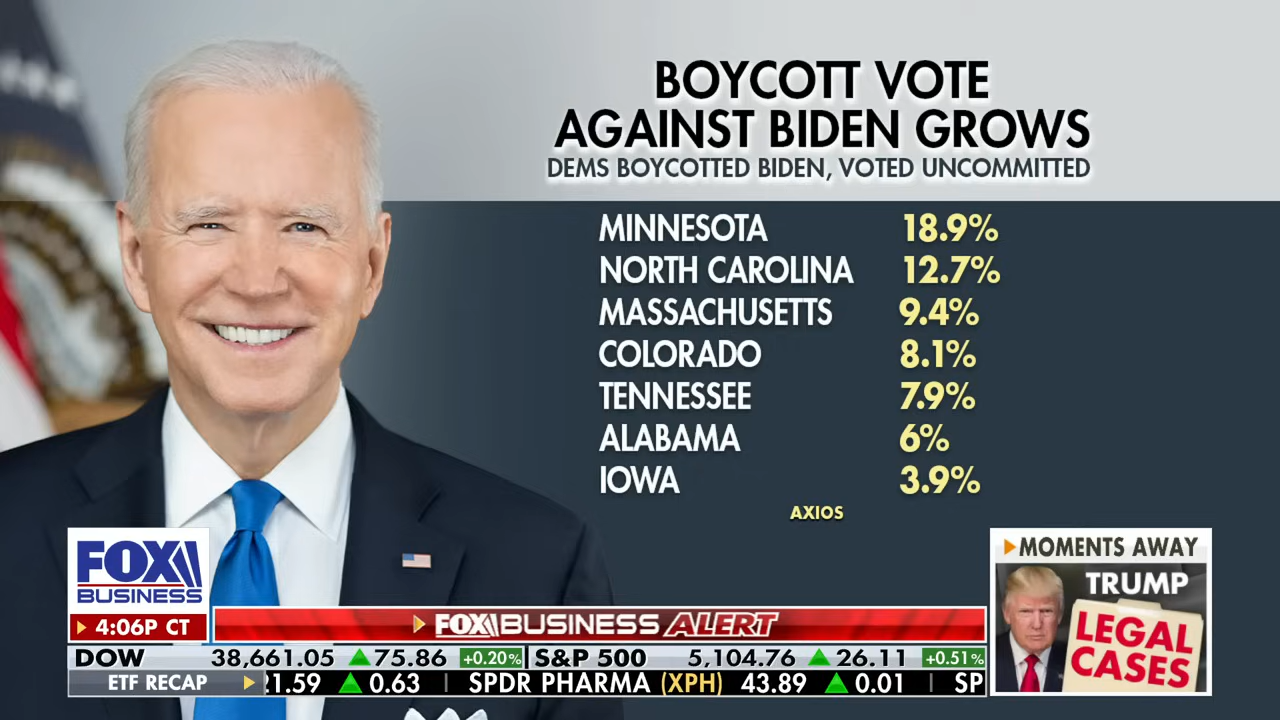 BOYCOTT VOTE
AGAINST BIDEN GROWS
DEMS BOYCOTTED BIDEN, VOTED UNCOMMITTED
MINNESOTA 18.9%
NORTH CAROLINA 12.7%
MASSACHUSETTS 9.4%
COLORADO 8.1%
TENNESSEE 7.9%
ALABAMA 6%
IOWA 3.9%
AXIOS
FOX
BUSINESS
4:06P CT
FOX BUSINESS ALERT
MOMENTS AWAY
TRUMP
LEGAL
CASES
DOW 38,661.05 ▲ 75.86 +0.20% S&P 500 5,104.76 ▲ 26.11 +0.51%
ETF RECAP 1.59 ▲ 0.63 | SPDR PHARMA (XPH) 43.89 ▲ 0.01 | SP